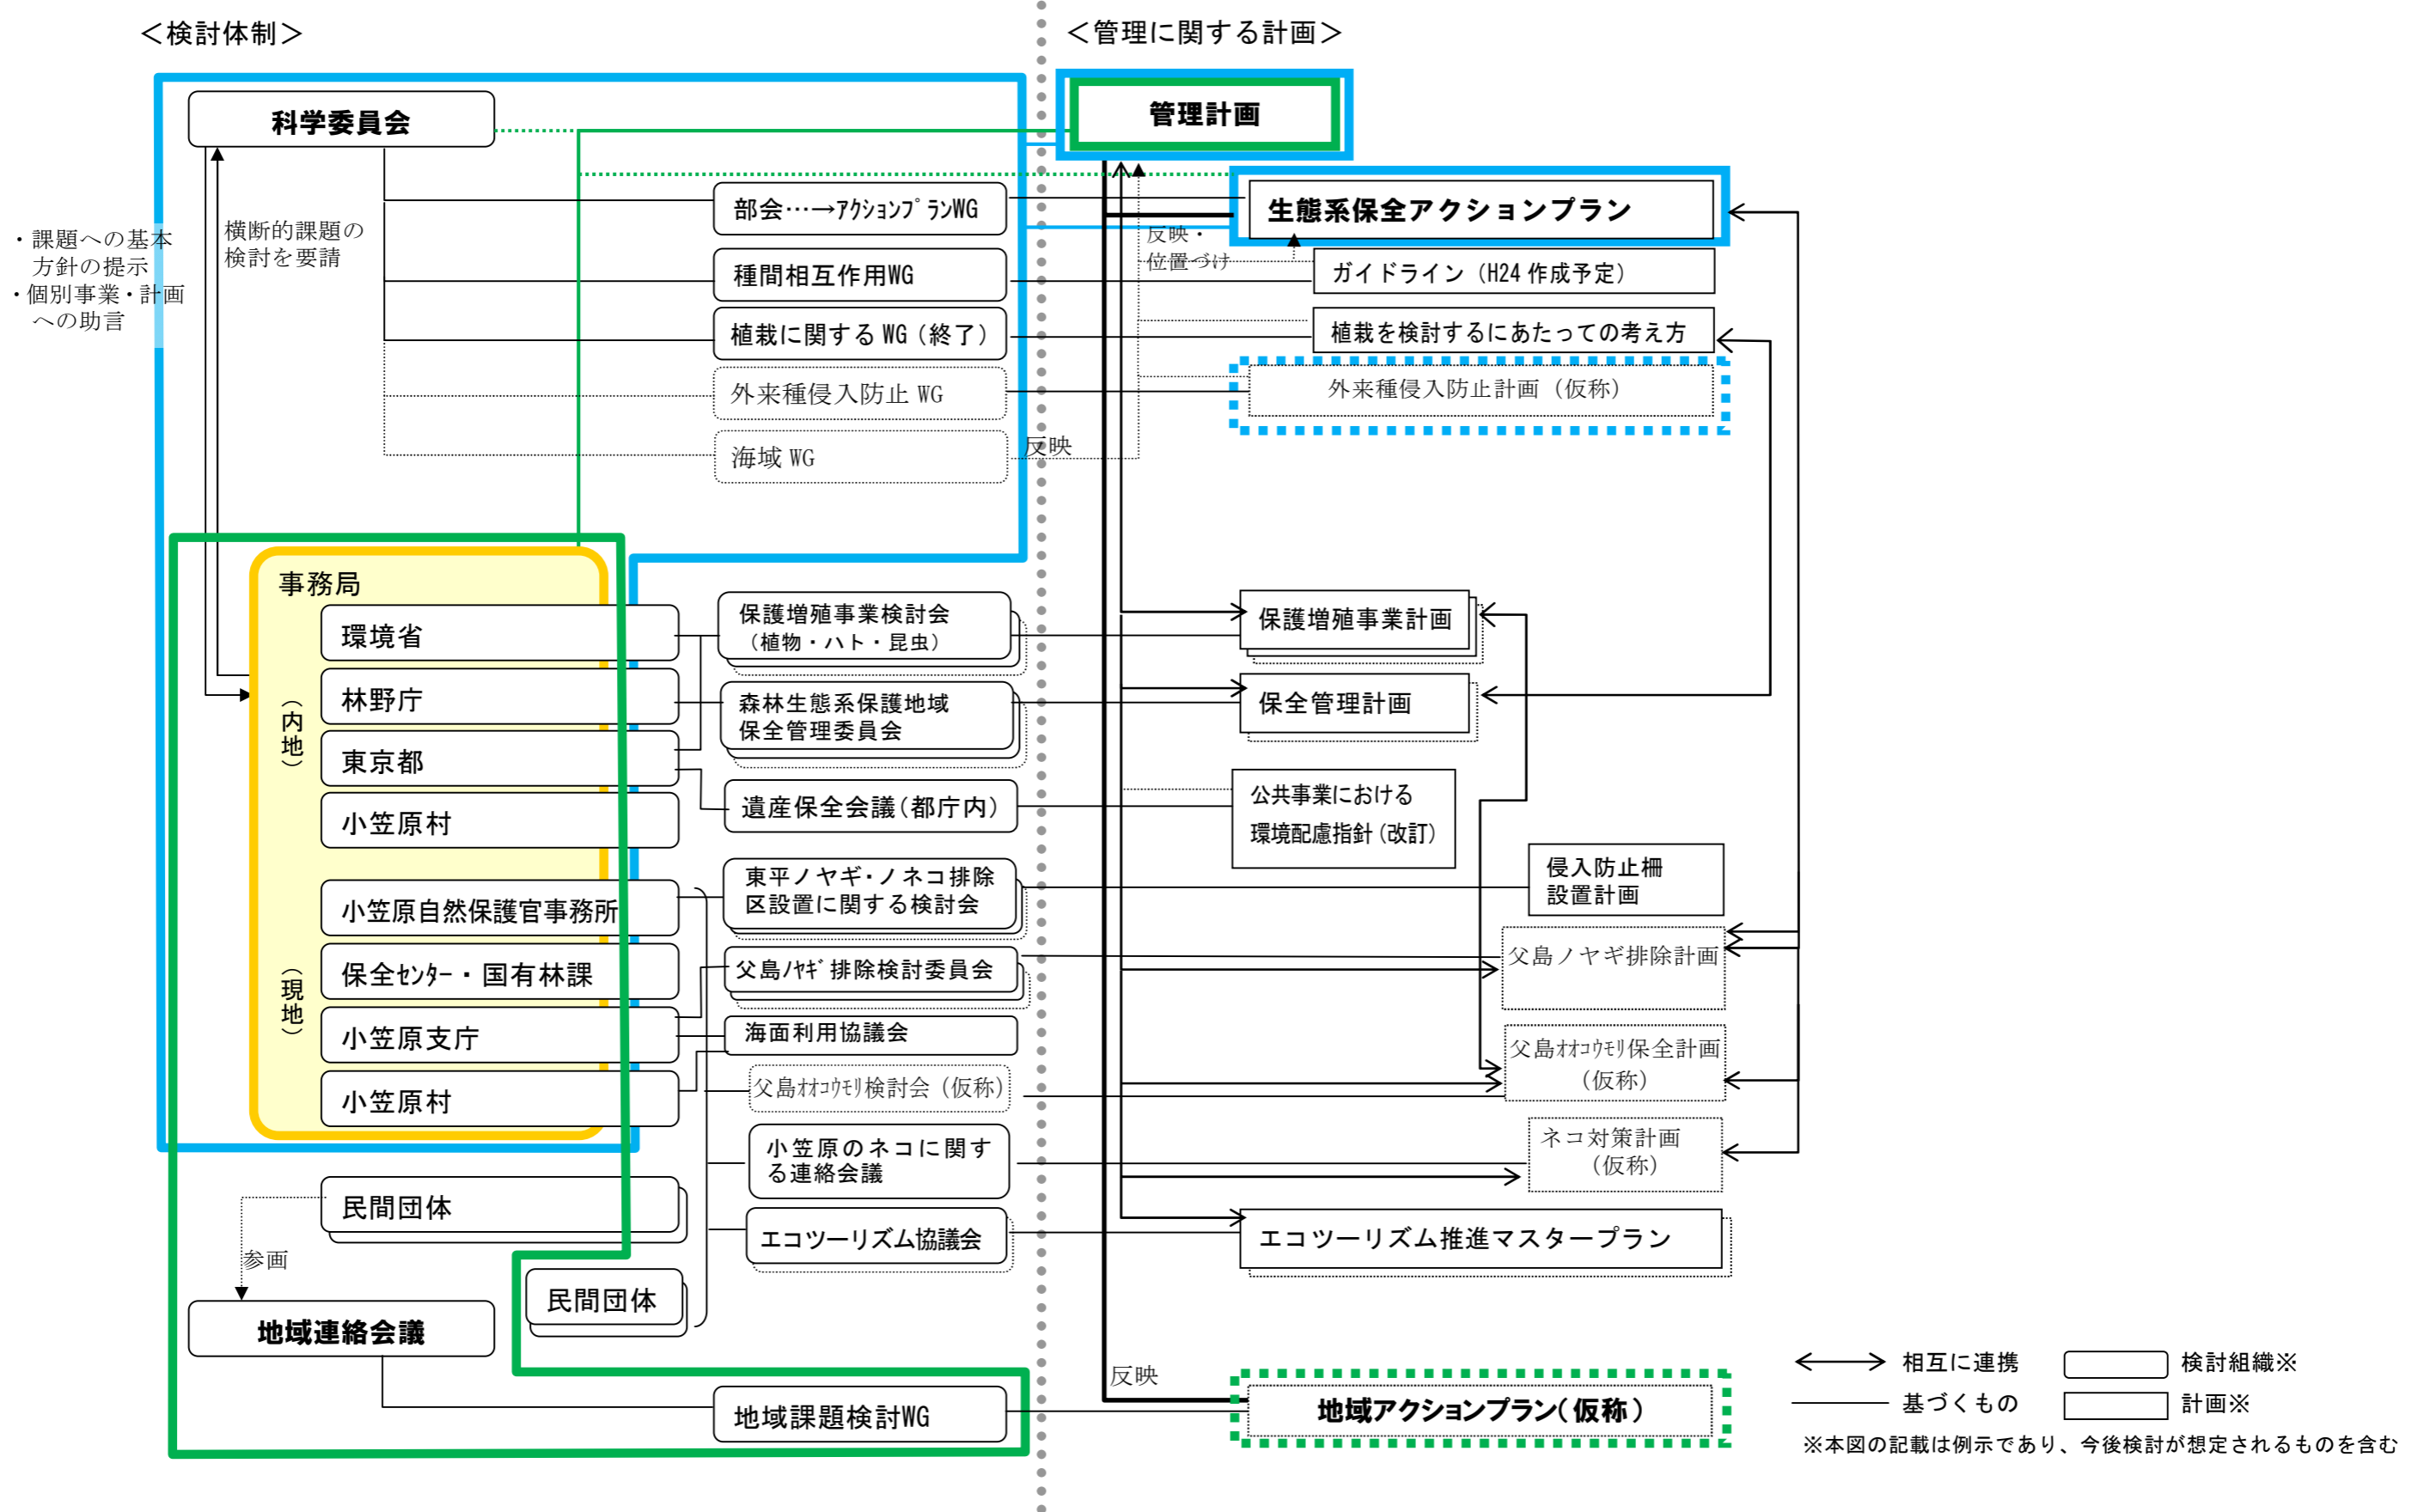 ＜検討体制＞
＜管理に関する計画＞
科学委員会
管理計画
・課題への基本
方針の提示
・個別事業・計画
への助言
横断的課題の
検討を要請
部会…→ｱｸｼｮﾝﾌﾟﾗﾝWG
種間相互作用WG
植栽に関する WG（終了）
外来種侵入防止 WG
海域 WG
反映
反映・
位置づけ
生態系保全アクションプラン
ガイドライン（H24 作成予定）
植栽を検討するにあたっての考え方
外来種侵入防止計画（仮称）
事務局
（内地）
環境省
林野庁
東京都
小笠原村
（現地）
小笠原自然保護官事務所
保全ｾﾝﾀｰ・国有林課
小笠原支庁
小笠原村
保護増殖事業検討会
（植物・ハト・昆虫）
森林生態系保護地域
保全管理委員会
遺産保全会議（都庁内）
東平ノヤギ・ノネコ排除
区設置に関する検討会
父島ﾉﾔｷﾞ排除検討委員会
海面利用協議会
父島ｵｵｺｳﾓﾘ検討会（仮称）
小笠原のネコに関す
る連絡会議
エコツーリズム協議会
保護増殖事業計画
保全管理計画
公共事業における
環境配慮指針（改訂）
侵入防止柵
設置計画
父島ノヤギ排除計画
父島ｵｵｺｳﾓﾘ保全計画
（仮称）
ネコ対策計画
（仮称）
エコツーリズム推進マスタープラン
民間団体
参画
民間団体
地域連絡会議
地域課題検討WG
反映
地域アクションプラン（仮称）
相互に連携
検討組織※
基づくもの
計画※
※本図の記載は例示であり、今後検討が想定されるものを含む